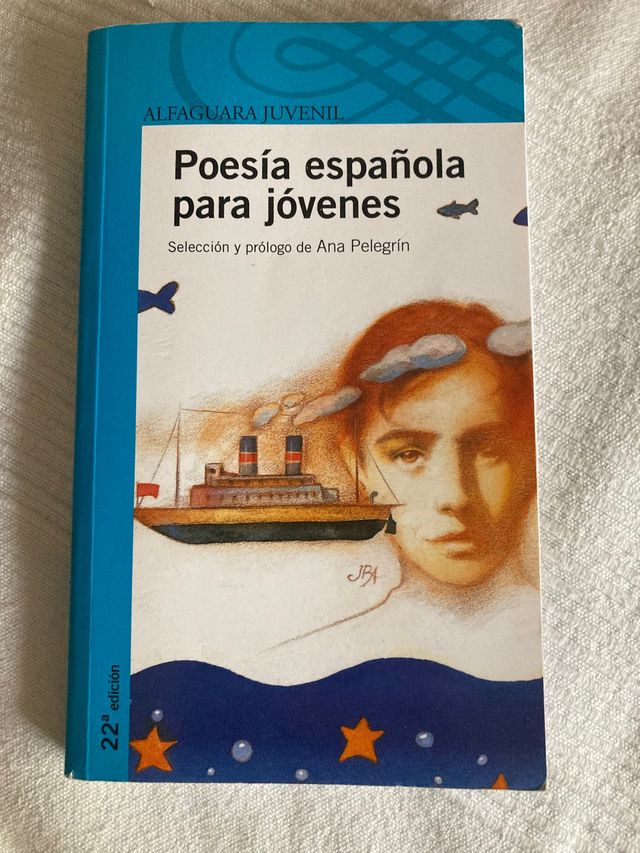 ALFAGUARA JUVENIL
Poesía española
para jóvenes
Selección y prólogo de Ana Pelegrín
JBA
22ª edición